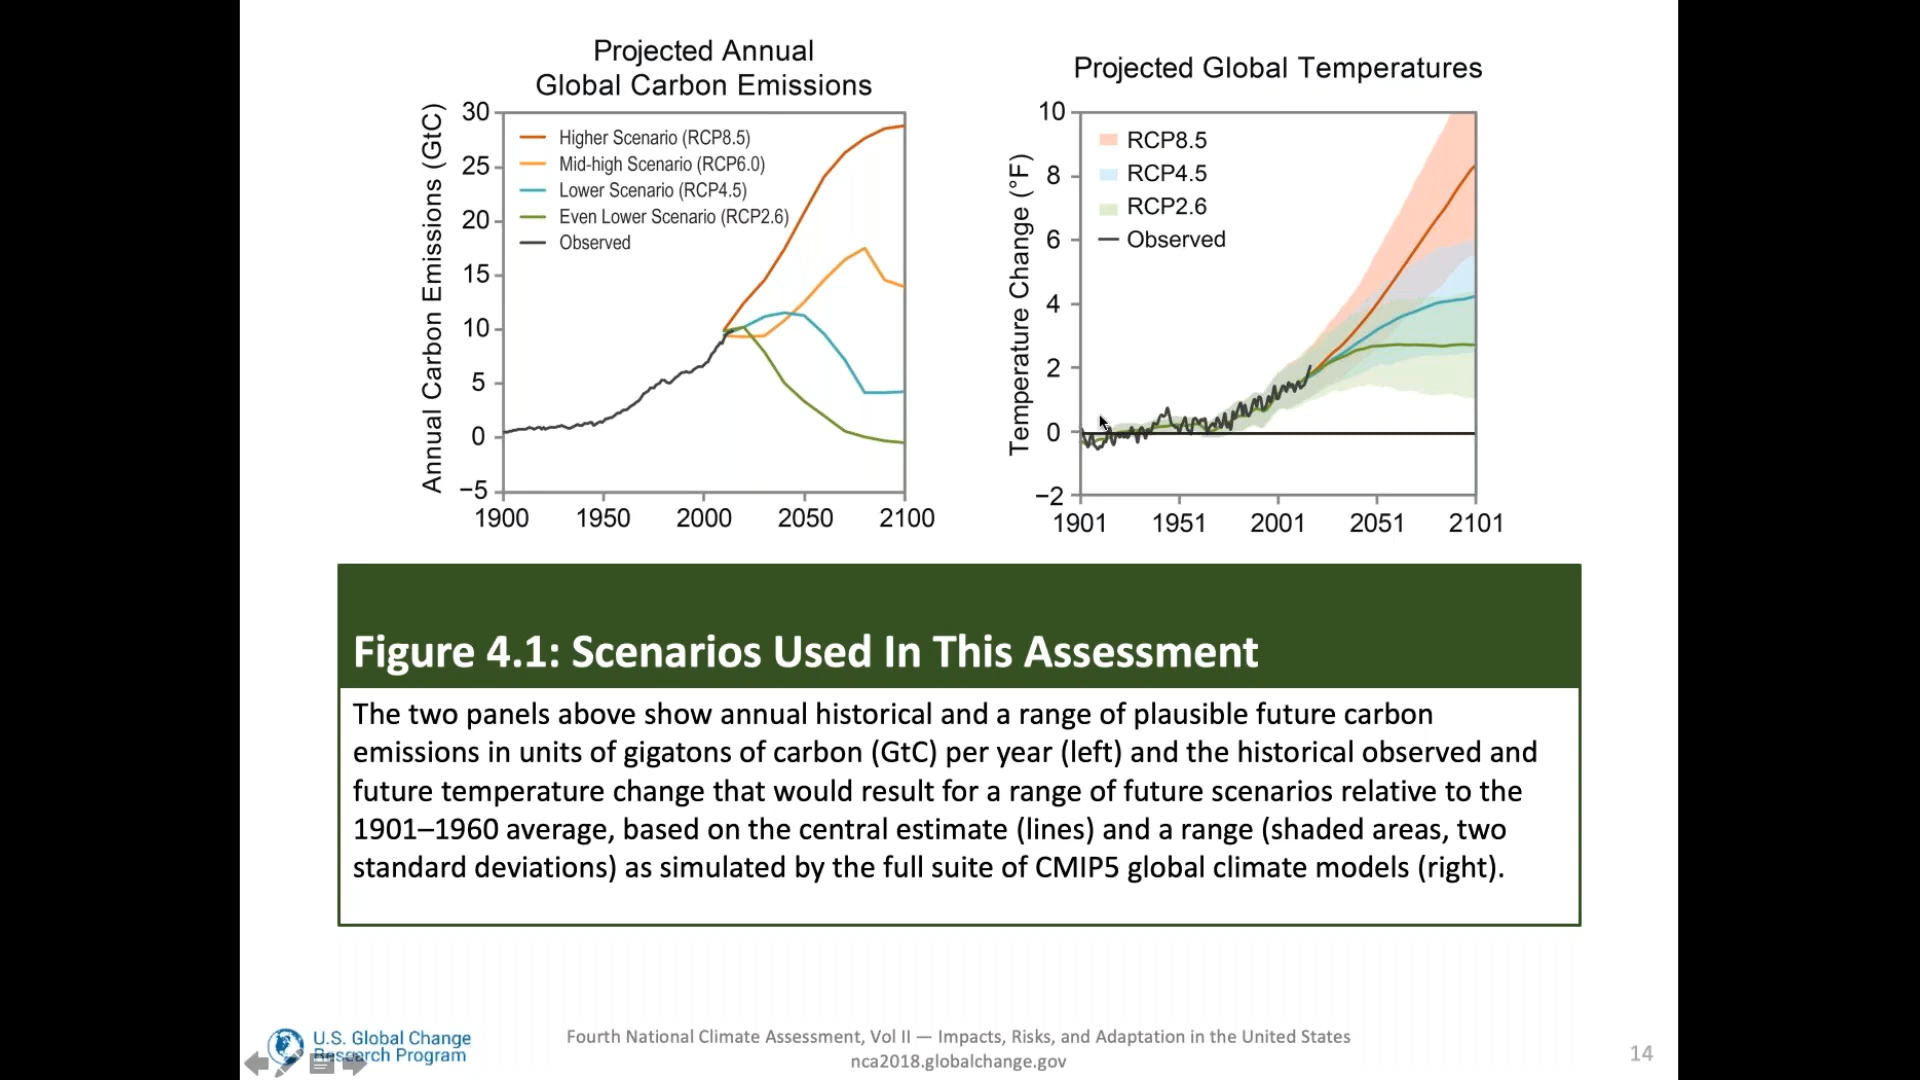 Projected Annual
Global Carbon Emissions
Annual Carbon Emissions (GtC)
30
25
20
15
10
5
0
−5
Higher Scenario (RCP8.5)
Mid-high Scenario (RCP6.0)
Lower Scenario (RCP4.5)
Even Lower Scenario (RCP2.6)
Observed
1900 1950 2000 2050 2100
Projected Global Temperatures
Temperature Change (°F)
10
8
6
4
2
0
−2
RCP8.5
RCP4.5
RCP2.6
Observed
1901 1951 2001 2051 2101
Figure 4.1: Scenarios Used In This Assessment
The two panels above show annual historical and a range of plausible future carbon
emissions in units of gigatons of carbon (GtC) per year (left) and the historical observed and
future temperature change that would result for a range of future scenarios relative to the
1901–1960 average, based on the central estimate (lines) and a range (shaded areas, two
standard deviations) as simulated by the full suite of CMIP5 global climate models (right).
U.S. Global Change
Research Program
Fourth National Climate Assessment, Vol II — Impacts, Risks, and Adaptation in the United States
nca2018.globalchange.gov
14